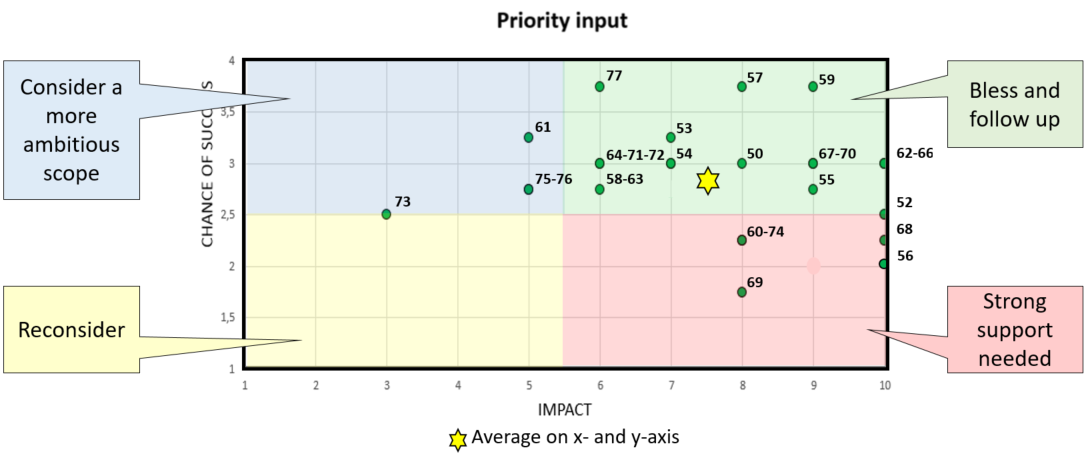 Priority input
Consider a
more
ambitious
scope
Bless and
follow up
Reconsider
Strong
support
needed
CHANCE OF SUCCESS
4
3,5
3
2,5
2
1,5
1
77
57
59
61
53
64-71-72
54
50
67-70
62-66
75-76
58-63
55
73
52
60-74
68
56
69
1 2 3 4 5 6 7 8 9 10
IMPACT
Average on x- and y-axis